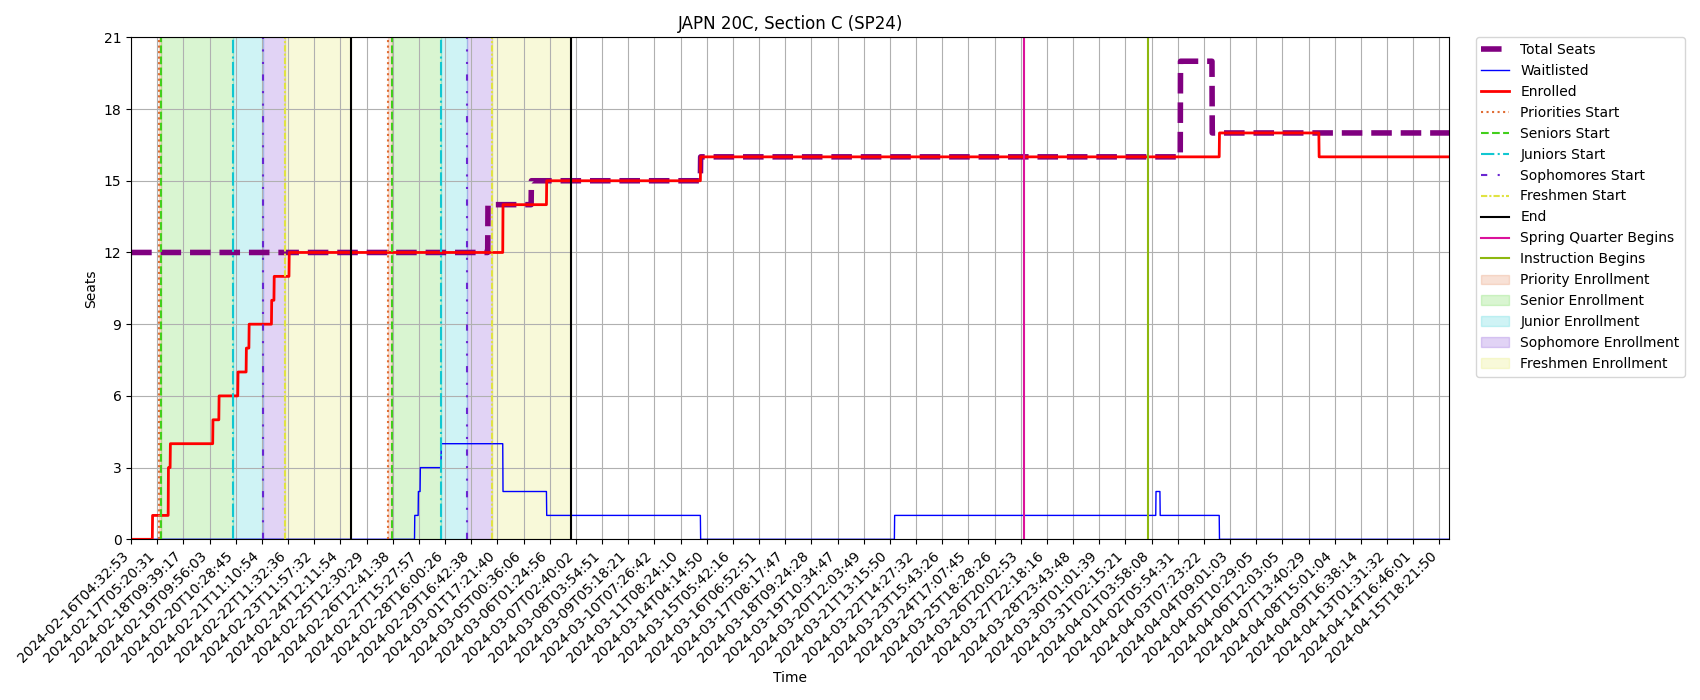 JAPN 20C, Section C (SP24)
21
18
15
12
9
6
3
0
Seats
2024-02-16T04:32:53
2024-02-17T05:20:31
2024-02-18T09:39:17
2024-02-19T09:56:03
2024-02-20T10:28:45
2024-02-21T11:10:54
2024-02-22T11:32:36
2024-02-23T11:57:32
2024-02-24T12:11:54
2024-02-25T12:30:29
2024-02-26T12:41:38
2024-02-27T15:27:57
2024-02-28T16:00:26
2024-02-29T16:42:38
2024-03-01T17:21:40
2024-03-05T00:36:06
2024-03-06T01:24:56
2024-03-07T02:40:02
2024-03-08T03:54:51
2024-03-09T05:18:21
2024-03-10T07:26:42
2024-03-11T08:24:10
2024-03-14T04:14:50
2024-03-15T05:42:16
2024-03-16T06:52:51
2024-03-17T08:17:47
2024-03-18T09:24:28
2024-03-19T10:34:47
2024-03-20T12:03:49
2024-03-21T13:15:50
2024-03-22T14:27:32
2024-03-23T15:43:26
2024-03-24T17:07:45
2024-03-25T18:28:26
2024-03-26T20:02:53
2024-03-27T22:18:16
2024-03-28T23:43:48
2024-03-30T01:01:39
2024-03-31T02:15:21
2024-04-01T03:58:08
2024-04-02T05:54:31
2024-04-03T07:23:22
2024-04-04T09:01:03
2024-04-05T10:29:05
2024-04-06T12:03:05
2024-04-07T13:40:29
2024-04-08T15:01:04
2024-04-09T16:38:14
2024-04-13T01:31:32
2024-04-14T16:46:01
2024-04-15T18:21:50
Time
Total Seats
Waitlisted
Enrolled
Priorities Start
Seniors Start
Juniors Start
Sophomores Start
Freshmen Start
End
Spring Quarter Begins
Instruction Begins
Priority Enrollment
Senior Enrollment
Junior Enrollment
Sophomore Enrollment
Freshmen Enrollment